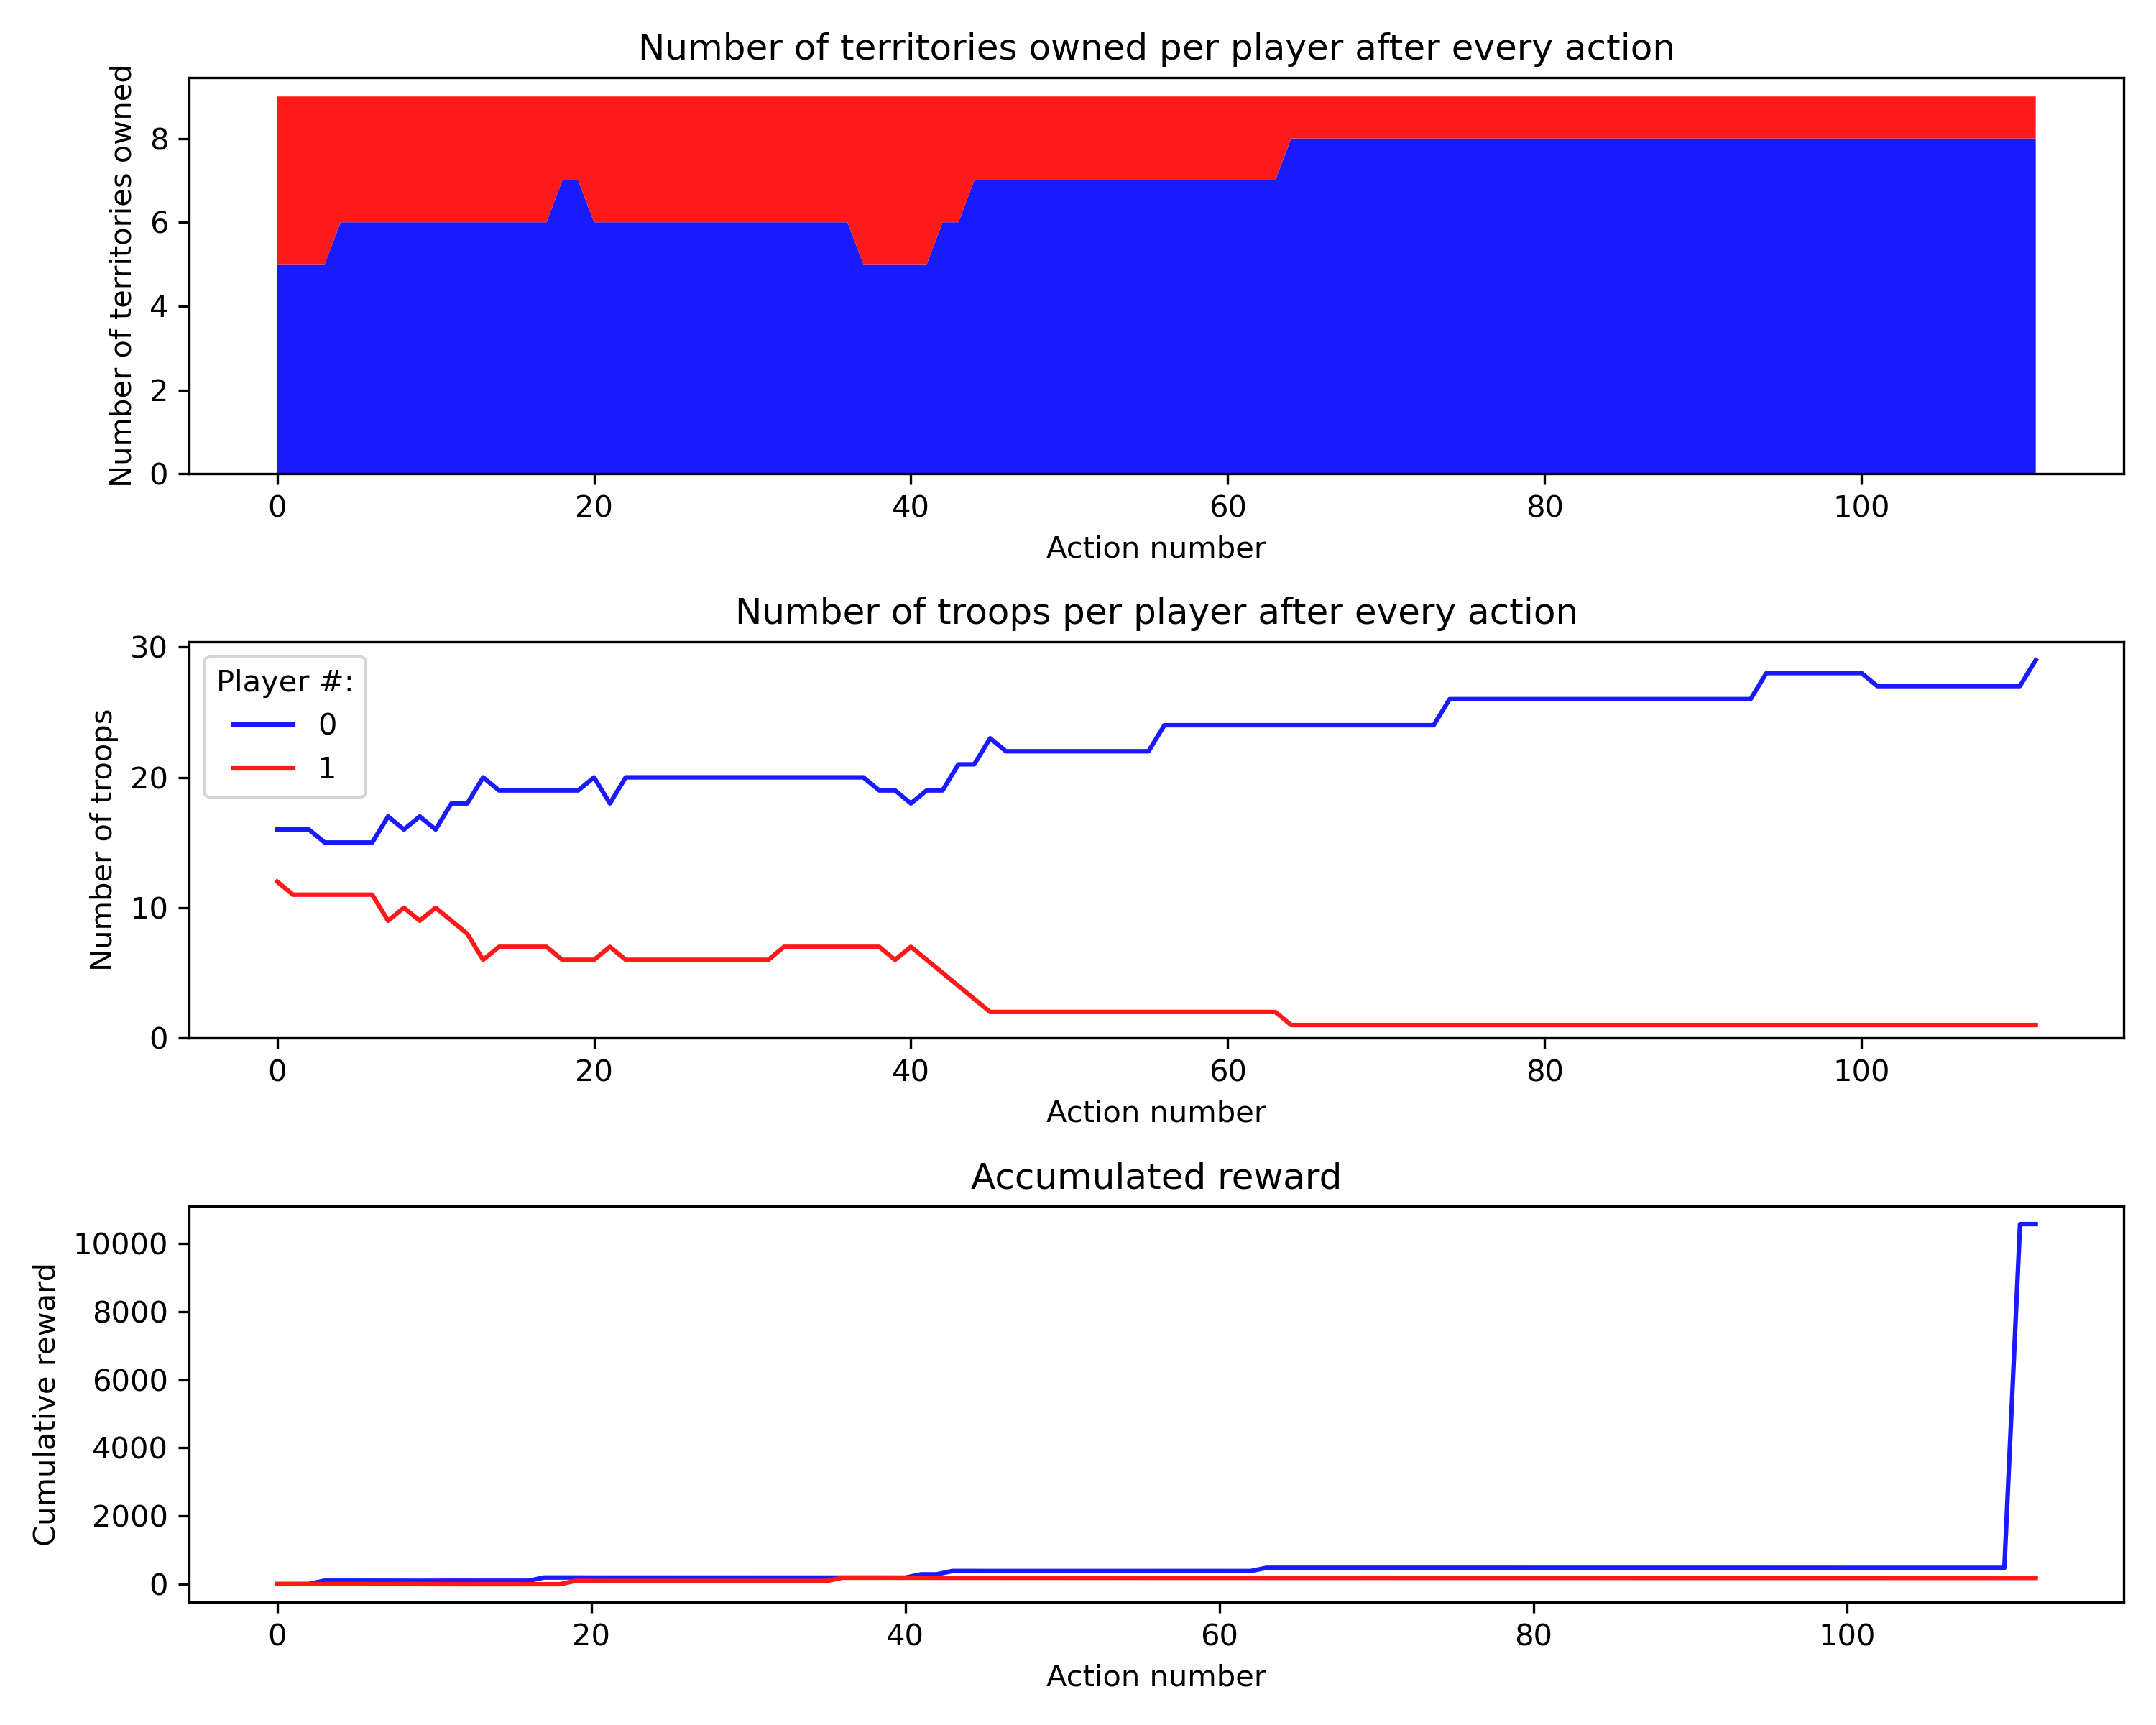 Number of territories owned per player after every action
Number of territories owned
8
6
4
2
0
0 20 40 60 80 100
Action number
Number of troops per player after every action
Number of troops
30
20
10
0
Player #:
0
1
0 20 40 60 80 100
Action number
Accumulated reward
Cumulative reward
10000
8000
6000
4000
2000
0
0 20 40 60 80 100
Action number